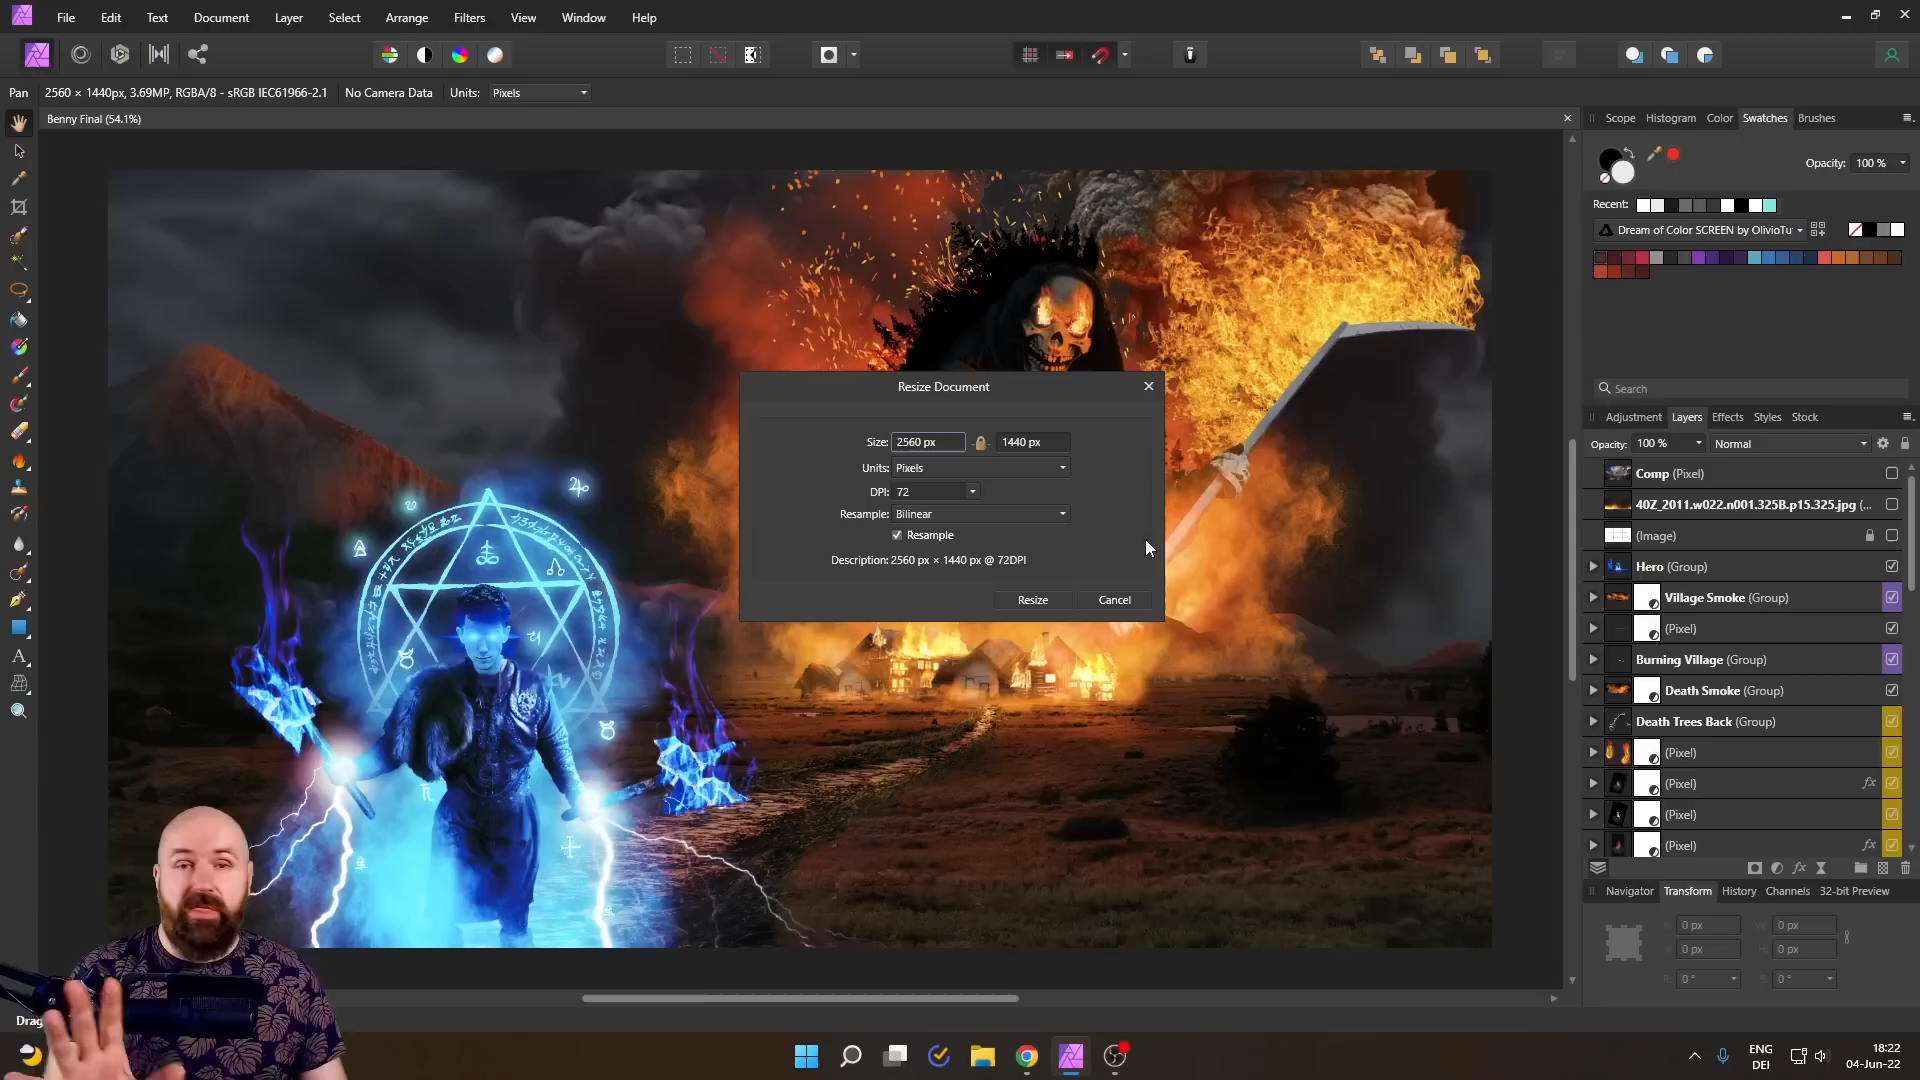 File Edit Text Document Layer Select Arrange Filters View Window Help
Pan 2560 × 1440px, 3.69MP, RGBA/8 - sRGB IEC61966-2.1 No Camera Data Units: Pixels
Benny Final (54.1%)
Scope Histogram Color Swatches Brushes
Opacity: 100 %
Recent:
Dream of Color SCREEN by OlivioTu
Search
Adjustment Layers Effects Styles Stock
Opacity: 100 % Normal
Comp (Pixel)
40Z_2011.w022.n001.325B.p15.325.jpg (...
(Image)
Hero (Group)
Village Smoke (Group)
(Pixel)
Burning Village (Group)
Death Smoke (Group)
Death Trees Back (Group)
(Pixel)
(Pixel) fx
(Pixel)
(Pixel) fx
fx
Navigator Transform History Channels 32-bit Preview
0 px 0 px
0 px 0 px
0 ° 0 °
Resize Document
Size: 2560 px 1440 px
Units: Pixels
DPI: 72
Resample: Bilinear
Resample
Description: 2560 px × 1440 px @ 72DPI
Resize Cancel
Drag
ENG
DEI
18:22
04-Jun-22